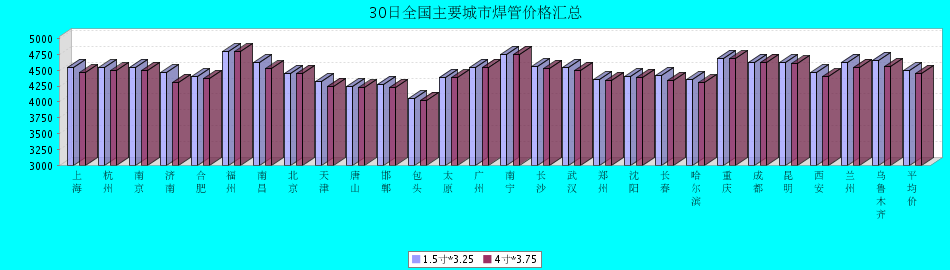 30日全国主要城市焊管价格汇总
5000
4750
4500
4250
4000
3750
3500
3250
3000
上海
杭州
南京
济南
合肥
福州
南昌
北京
天津
唐山
邯郸
包头
太原
广州
南宁
长沙
武汉
郑州
沈阳
长春
哈尔滨
重庆
成都
昆明
西安
兰州
乌鲁木齐
平均价
1.5寸*3.25
4寸*3.75